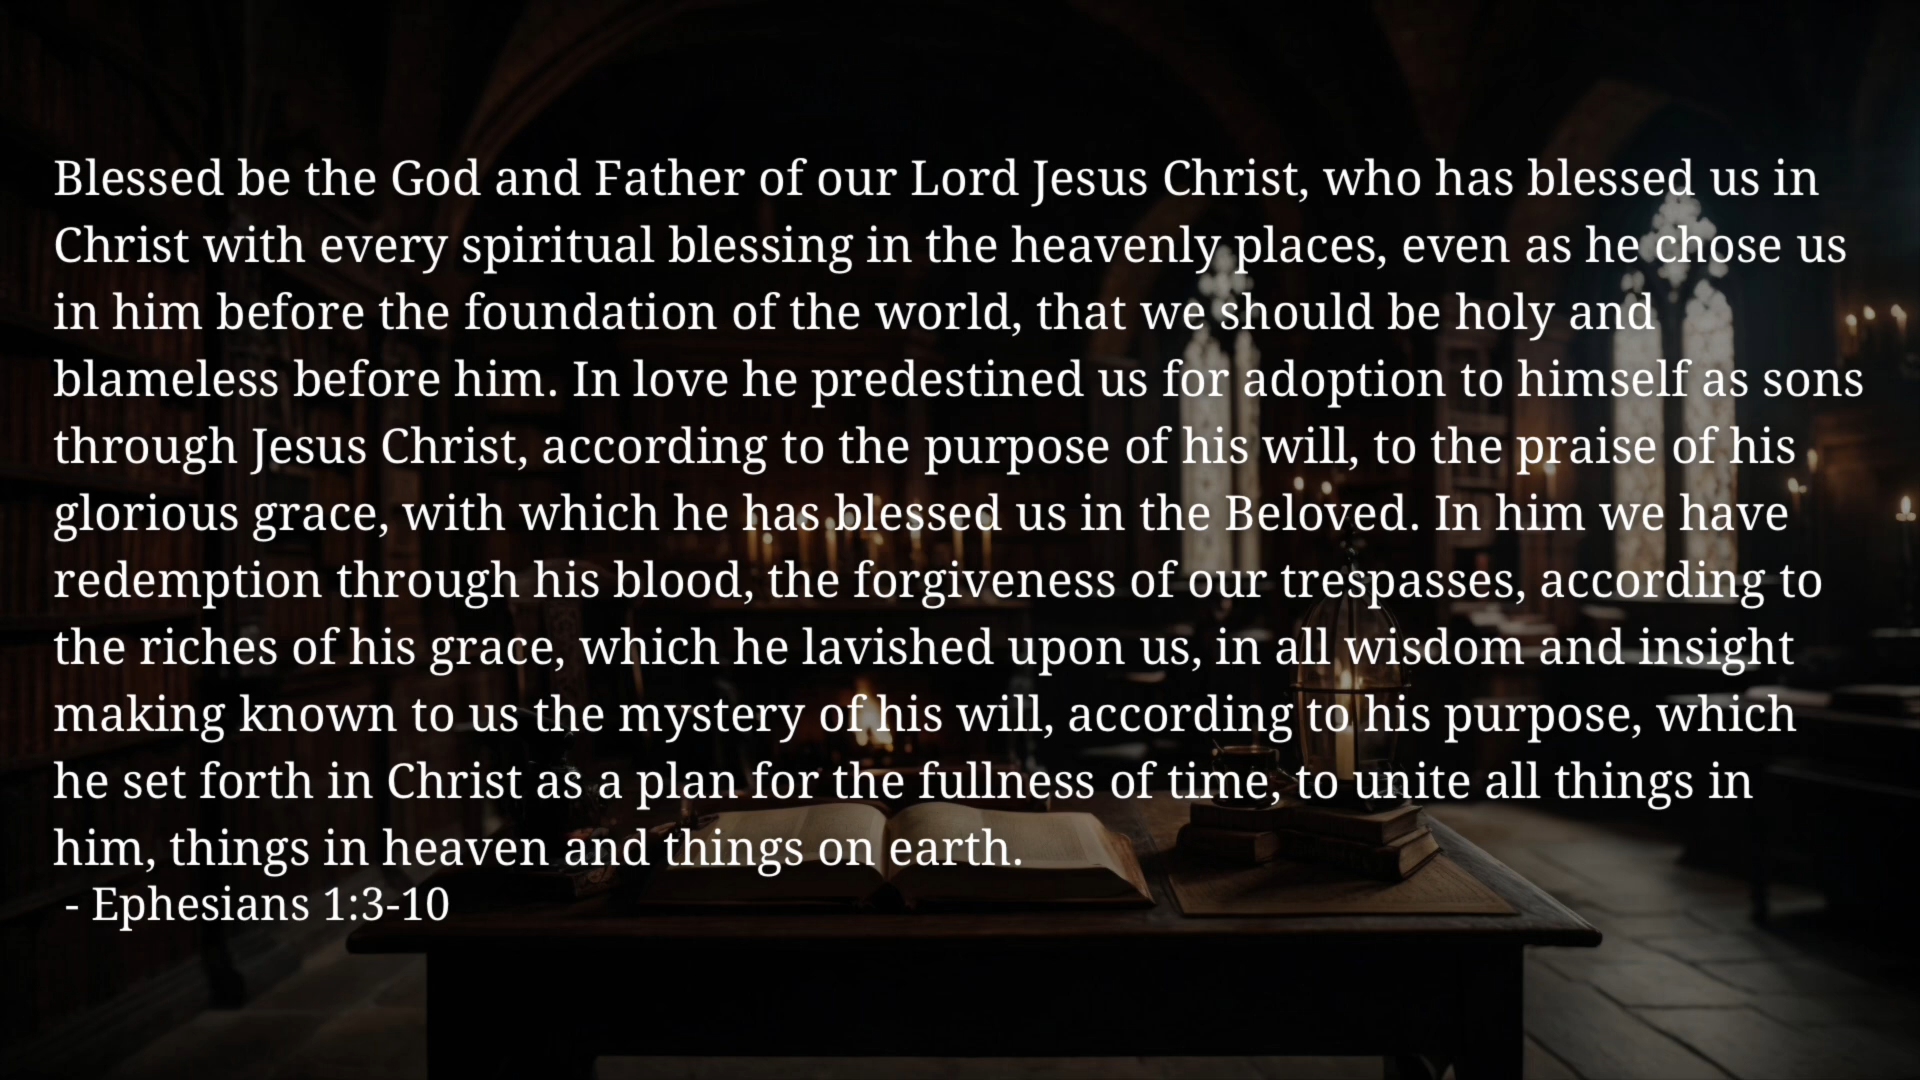 Blessed be the God and Father of our Lord Jesus Christ, who has blessed us in
Christ with every spiritual blessing in the heavenly places, even as he chose us
in him before the foundation of the world, that we should be holy and
blameless before him. In love he predestined us for adoption to himself as sons
through Jesus Christ, according to the purpose of his will, to the praise of his
glorious grace, with which he has blessed us in the Beloved. In him we have
redemption through his blood, the forgiveness of our trespasses, according to
the riches of his grace, which he lavished upon us, in all wisdom and insight
making known to us the mystery of his will, according to his purpose, which
he set forth in Christ as a plan for the fullness of time, to unite all things in
him, things in heaven and things on earth.
- Ephesians 1:3-10